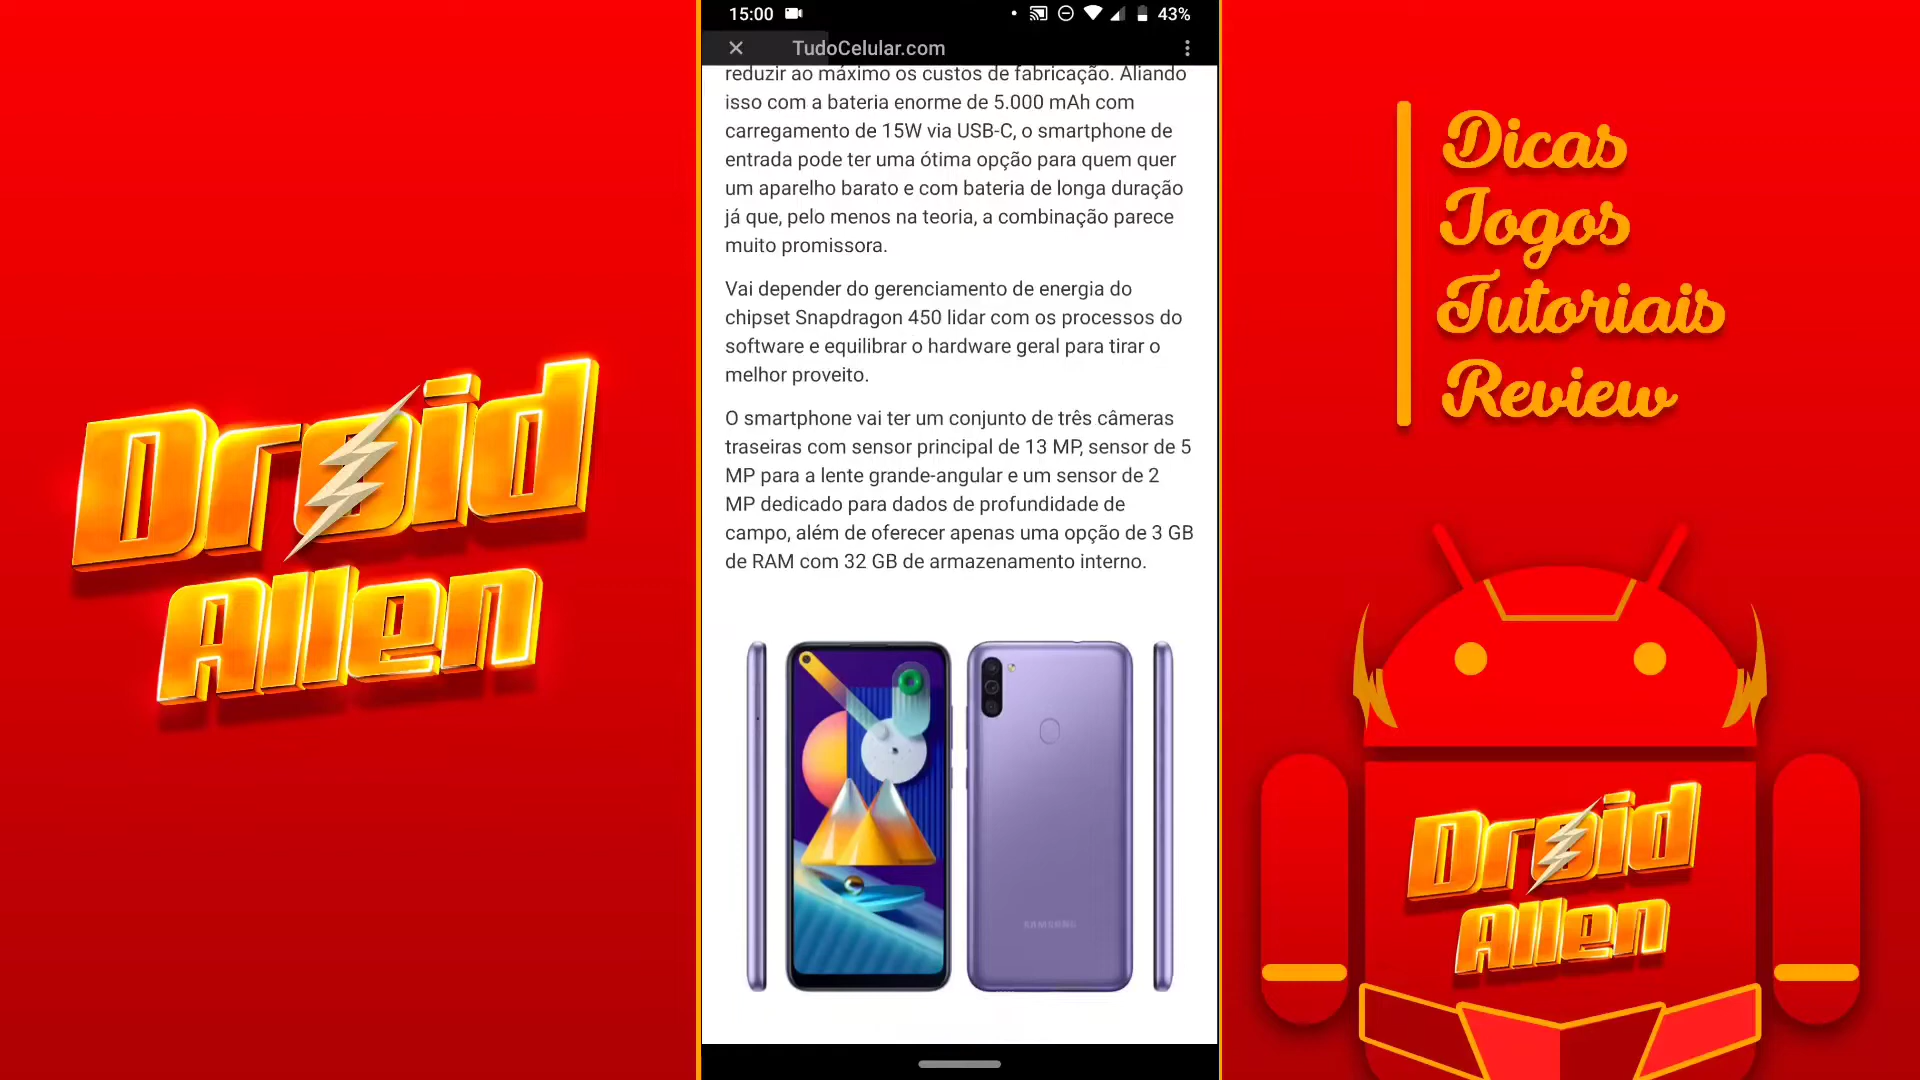 Droid
Allen
15:00
43%
TudoCelular.com
reduzir ao máximo os custos de fabricação. Aliando
isso com a bateria enorme de 5.000 mAh com
carregamento de 15W via USB-C, o smartphone de
entrada pode ter uma ótima opção para quem quer
um aparelho barato e com bateria de longa duração
já que, pelo menos na teoria, a combinação parece
muito promissora.
Vai depender do gerenciamento de energia do
chipset Snapdragon 450 lidar com os processos do
software e equilibrar o hardware geral para tirar o
melhor proveito.
O smartphone vai ter um conjunto de três câmeras
traseiras com sensor principal de 13 MP, sensor de 5
MP para a lente grande-angular e um sensor de 2
MP dedicado para dados de profundidade de
campo, além de oferecer apenas uma opção de 3 GB
de RAM com 32 GB de armazenamento interno.
SAMSUNG
Dicas
Jogos
Tutoriais
Review
Droid
Allen